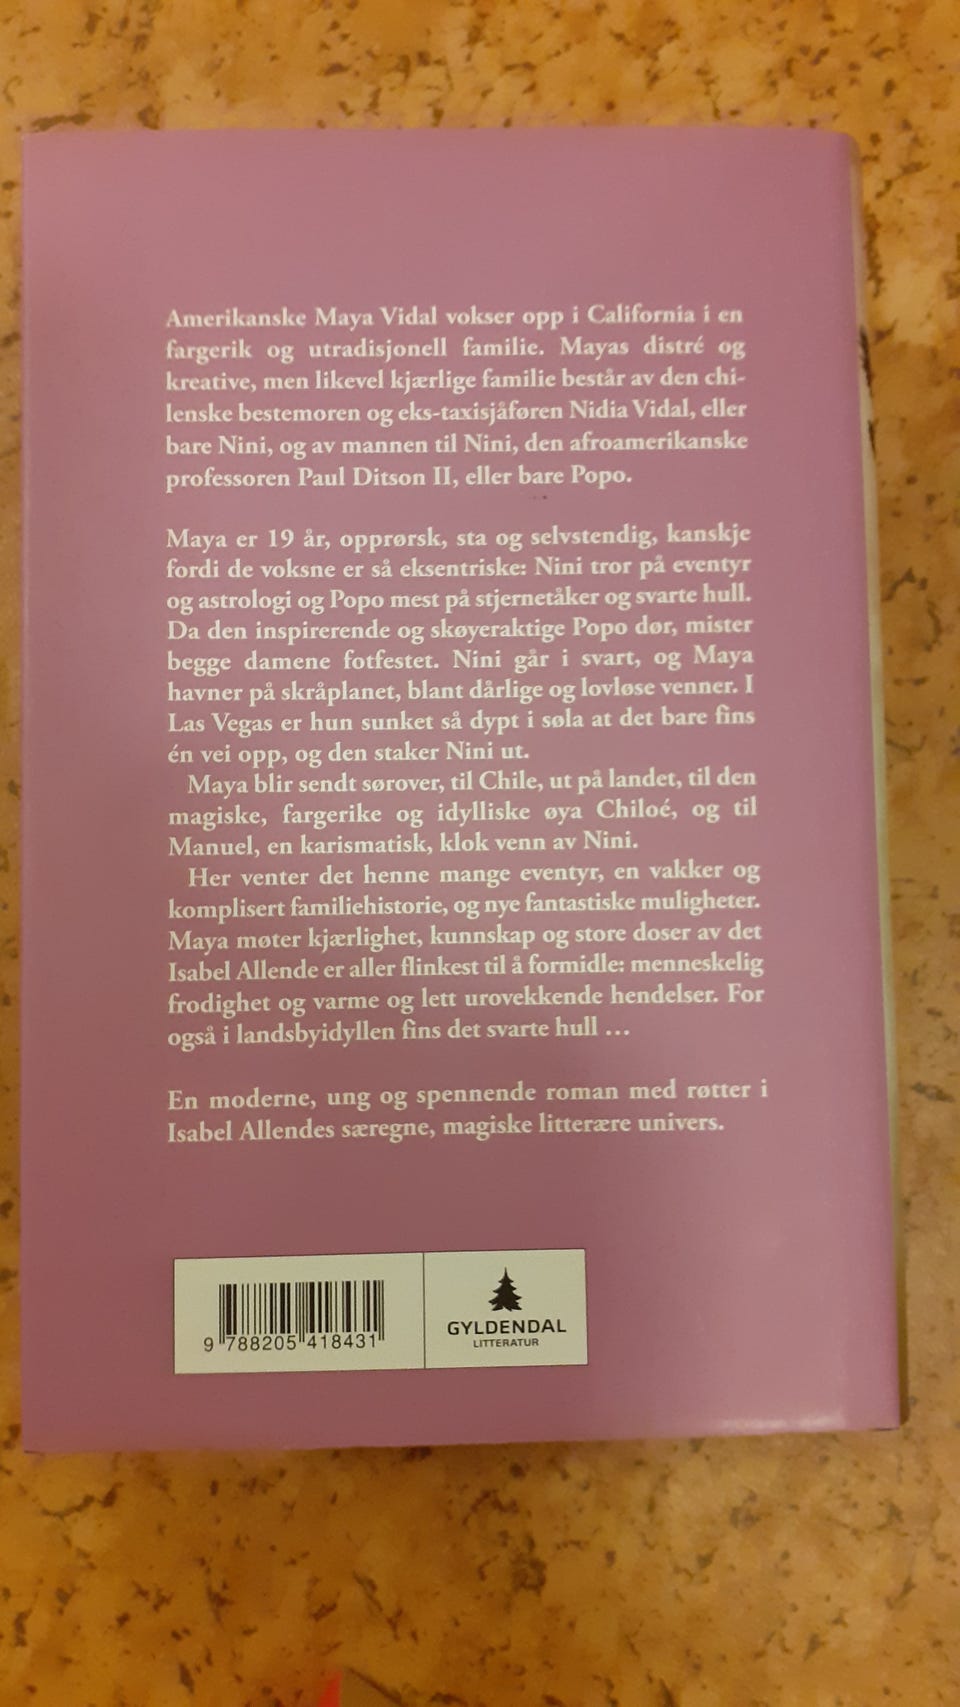 Amerikanske Maya Vidal vokser opp i California i en
fargerik og utradisjonell familie. Mayas distré og
kreative, men likevel kjærlige familie består av den chi-
lenske bestemoren og eks-taxisjåføren Nidia Vidal, eller
bare Nini, og av mannen til Nini, den afroamerikanske
professoren Paul Ditson II, eller bare Popo.
Maya er 19 år, opprørsk, sta og selvstendig, kanskje
fordi de voksne er så eksentriske: Nini tror på eventyr
og astrologi og Popo mest på stjernetåker og svarte hull.
Da den inspirerende og skøyeraktige Popo dør, mister
begge damene fotfestet. Nini går i svart, og Maya
havner på skråplanet, blant dårlige og lovløse venner. I
Las Vegas er hun sunket så dypt i søla at det bare fins
én vei opp, og den staker Nini ut.
Maya blir sendt sørover, til Chile, ut på landet, til den
magiske, fargerike og idylliske øya Chiloé, og til
Manuel, en karismatisk, klok venn av Nini.
Her venter det henne mange eventyr, en vakker og
komplisert familiehistorie, og nye fantastiske muligheter.
Maya møter kjærlighet, kunnskap og store doser av det
Isabel Allende er aller flinkest til å formidle: menneskelig
frodighet og varme og lett urovekkende hendelser. For
også i landsbyidyllen fins det svarte hull ...
En moderne, ung og spennende roman med røtter i
Isabel Allendes særegne, magiske litterære univers.
9 788205 418431
GYLDENDAL
LITTERATUR